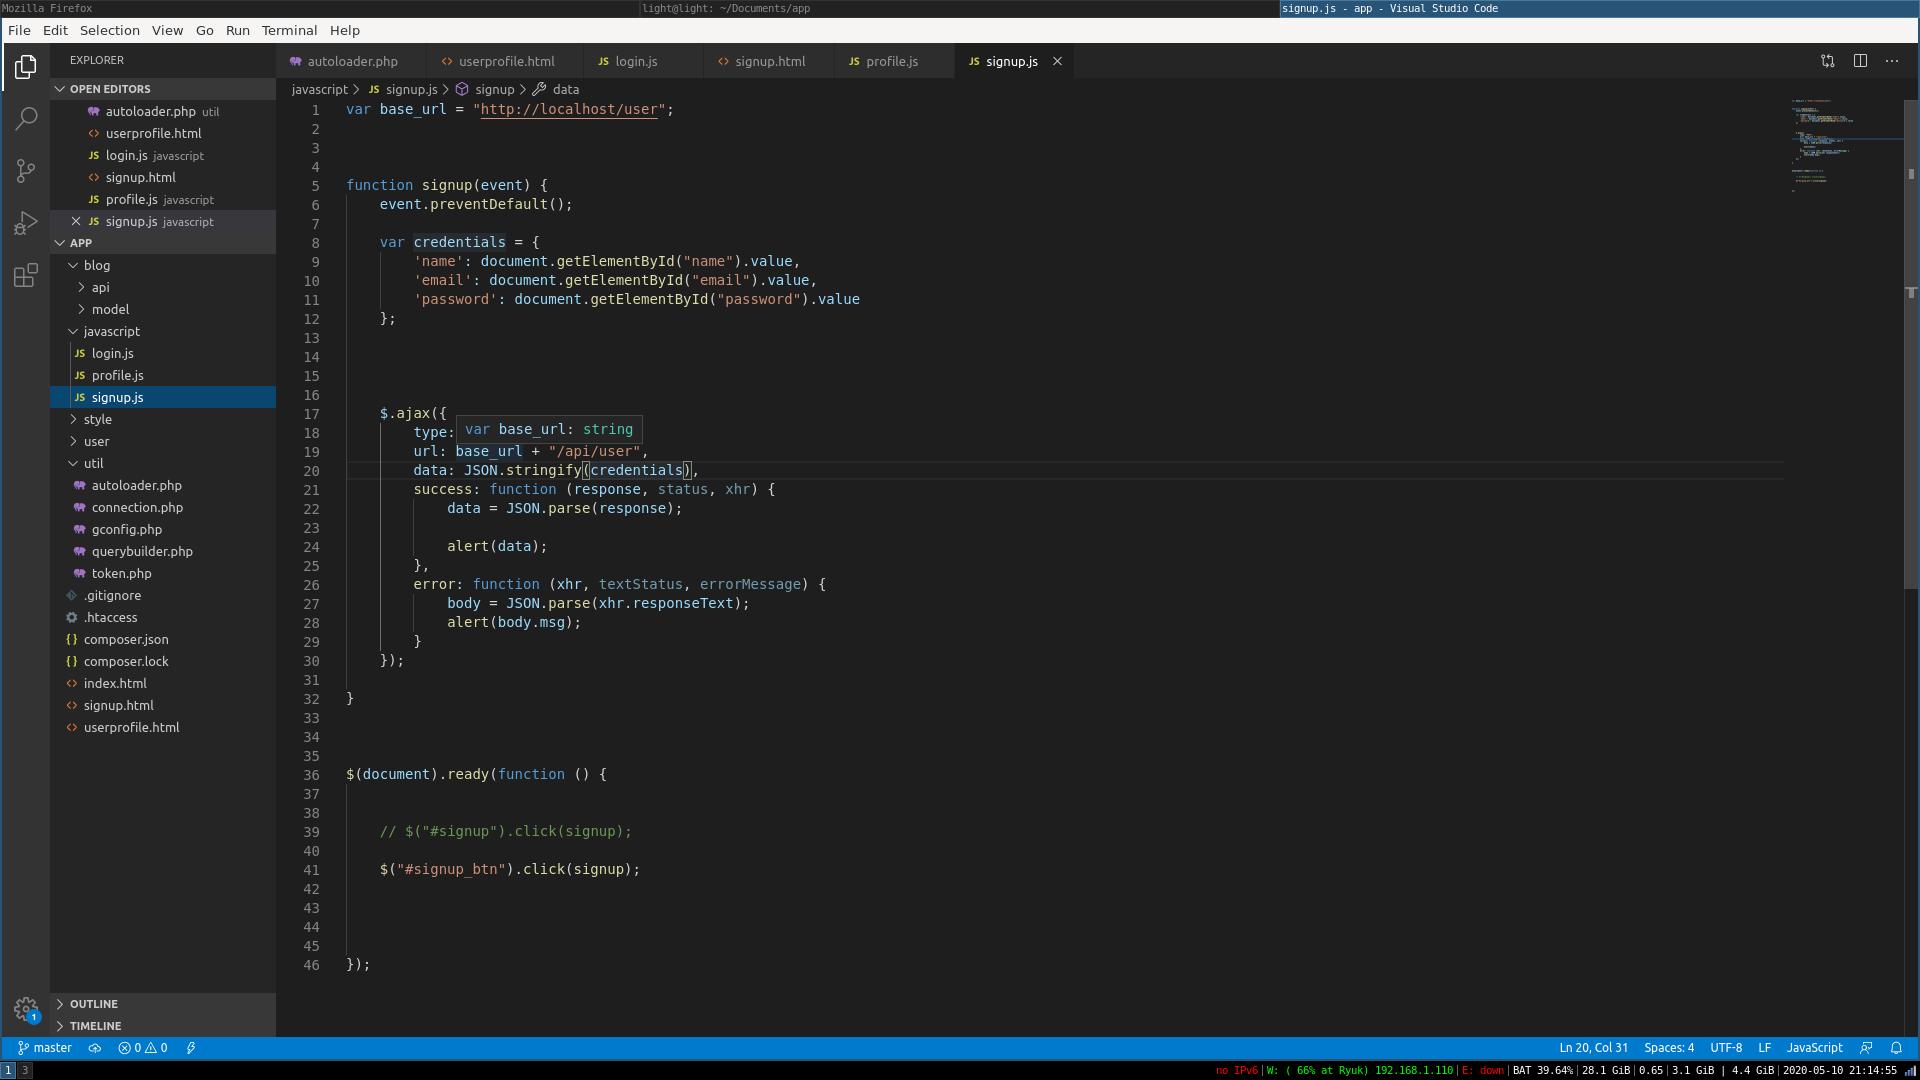 Mozilla Firefox
light@light: ~/Documents/app
signup.js - app - Visual Studio Code
File Edit Selection View Go Run Terminal Help
EXPLORER
OPEN EDITORS
autoloader.php util
userprofile.html
login.js javascript
signup.html
profile.js javascript
signup.js javascript
APP
blog
api
model
javascript
login.js
profile.js
signup.js
style
user
util
autoloader.php
connection.php
gconfig.php
querybuilder.php
token.php
.gitignore
.htaccess
composer.json
composer.lock
index.html
signup.html
userprofile.html
OUTLINE
TIMELINE
autoloader.php userprofile.html login.js signup.html profile.js signup.js
javascript > signup.js > signup > data
1 var base_url = "http://localhost/user";
2
3
4
5 function signup(event) {
6 event.preventDefault();
7
8 var credentials = {
9 'name': document.getElementById("name").value,
10 'email': document.getElementById("email").value,
11 'password': document.getElementById("password").value
12 };
13
14
15
16
17 $.ajax({
18 type:
var base_url: string
19 url: base_url + "/api/user",
20 data: JSON.stringify(credentials),
21 success: function (response, status, xhr) {
22 data = JSON.parse(response);
23
24 alert(data);
25 },
26 error: function (xhr, textStatus, errorMessage) {
27 body = JSON.parse(xhr.responseText);
28 alert(body.msg);
29 }
30 });
31
32 }
33
34
35
36 $(document).ready(function () {
37
38
39 // $("#signup").click(signup);
40
41 $("#signup_btn").click(signup);
42
43
44
45
46 });
1
master 0 0 Ln 20, Col 31 Spaces: 4 UTF-8 LF JavaScript
1 3 no IPv6|W: ( 66% at Ryuk) 192.168.1.110|E: down|BAT 39.64%|28.1 GiB|0.65|3.1 GiB | 4.4 GiB|2020-05-10 21:14:55